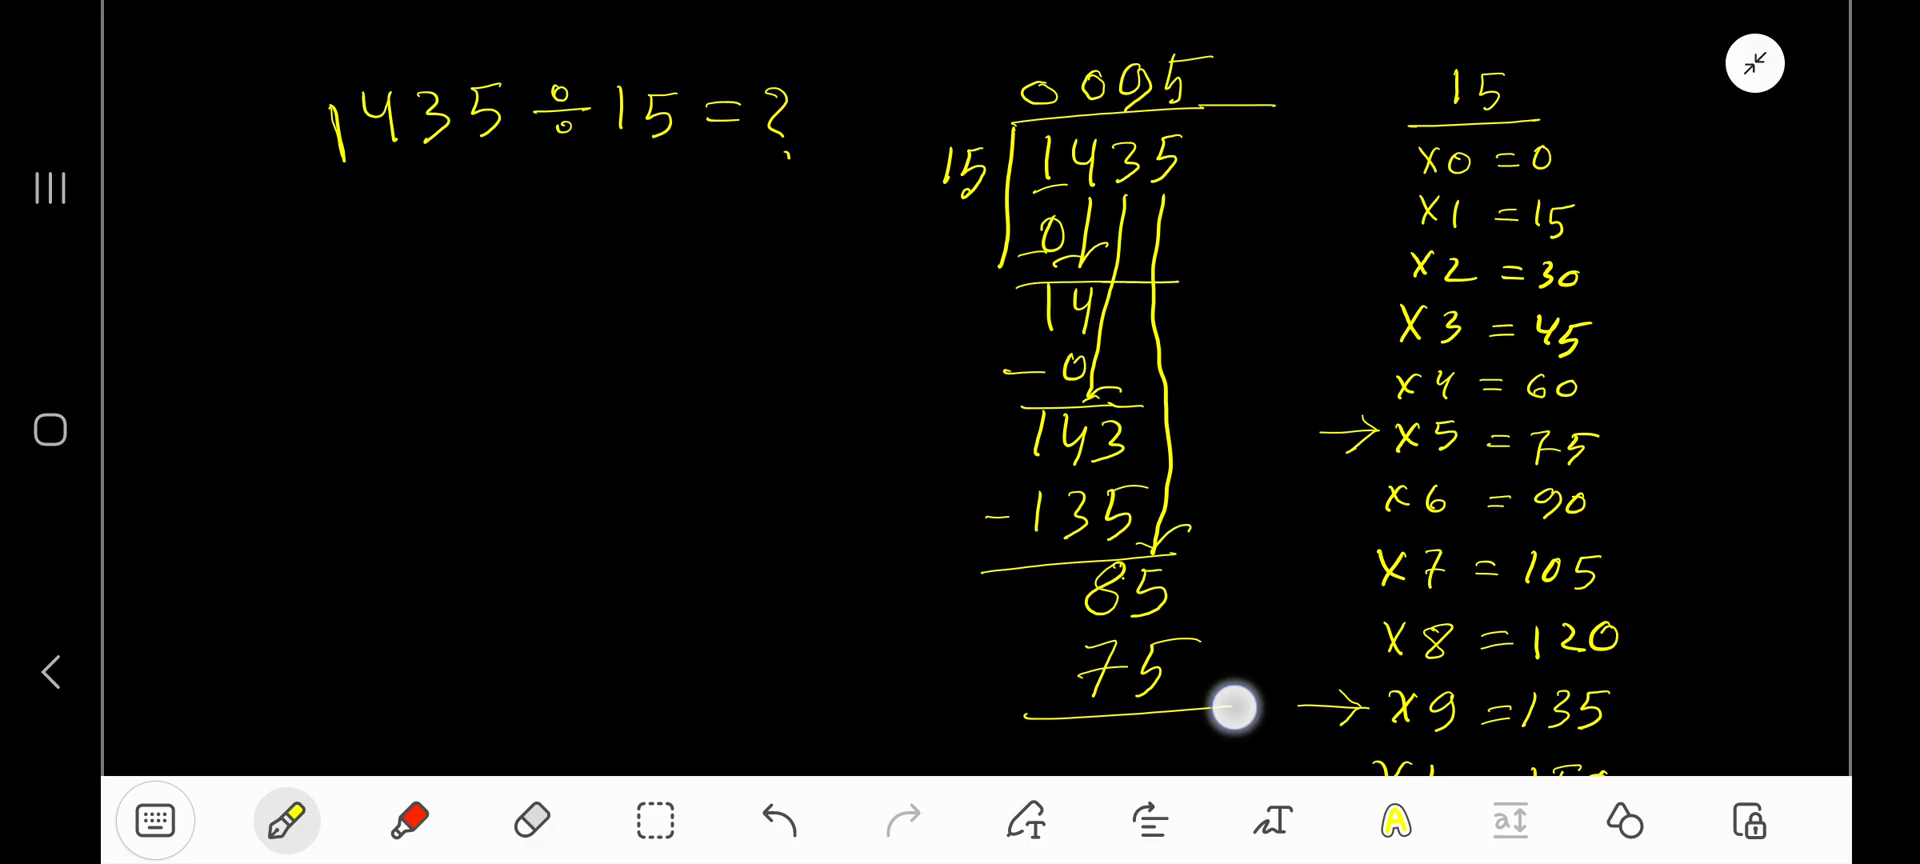 1435 ÷ 15 = ?
0095
15 1435
0
14
- 0
143
- 135
85
75
15
x0 = 0
x1 = 15
x2 = 30
x3 = 45
x4 = 60
→ x5 = 75
x6 = 90
x7 = 105
x8 = 120
→ x9 = 135